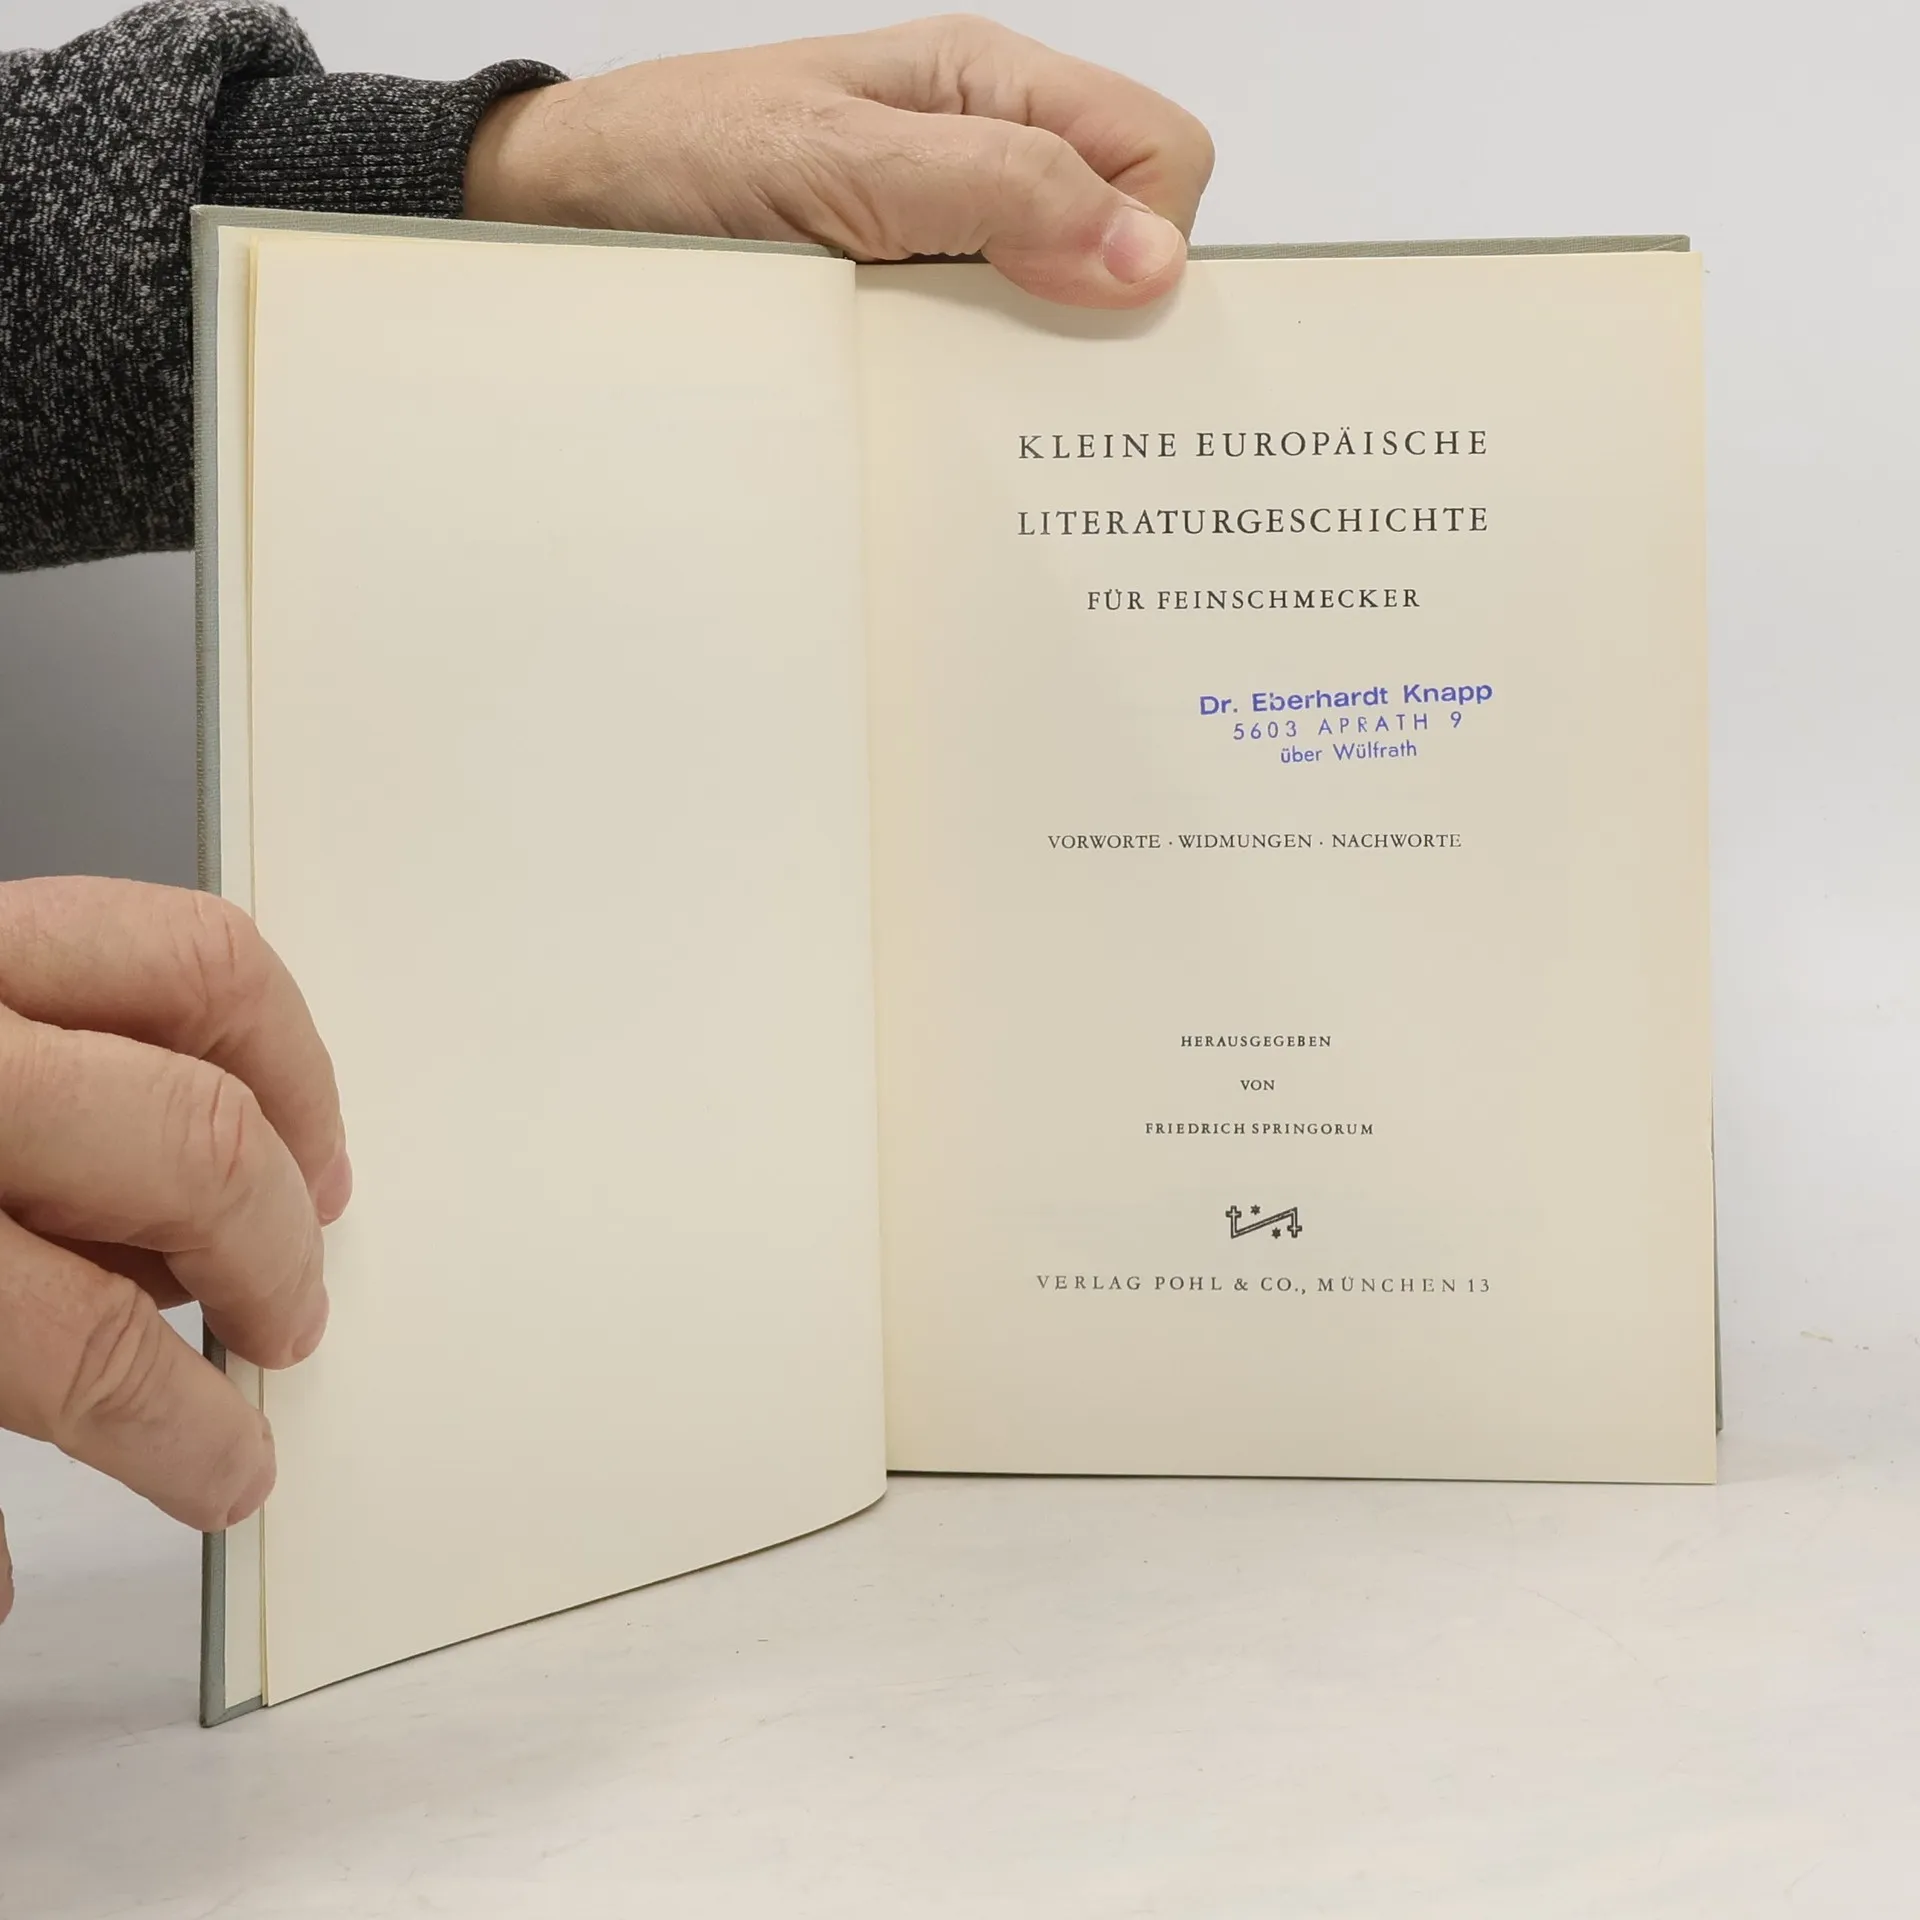 KLEINE EUROPÄISCHE
LITERATURGESCHICHTE
FÜR FEINSCHMECKER
Dr. Eberhardt Knapp
5603 APRATH 9
über Wülfrath
VORWORTE · WIDMUNGEN · NACHWORTE
HERAUSGEGEBEN
VON
FRIEDRICH SPRINGORUM
VERLAG POHL & CO., MÜNCHEN 13